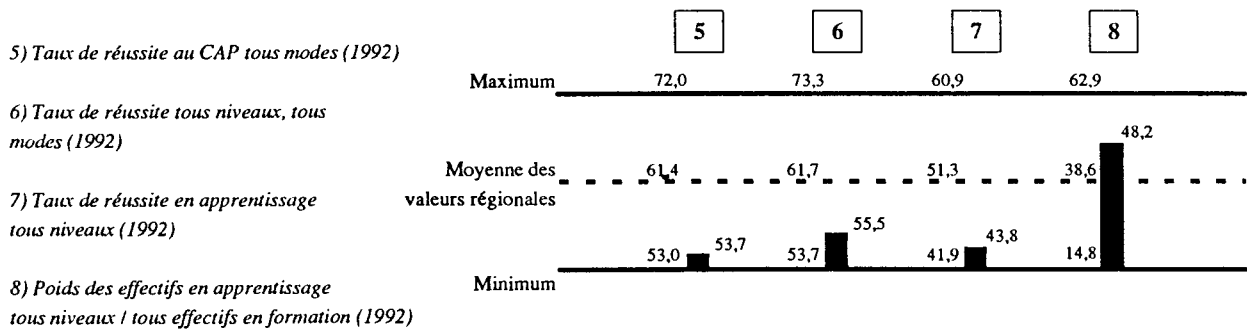 5) Taux de réussite au CAP tous modes (1992)
6) Taux de réussite tous niveaux, tous
modes (1992)
7) Taux de réussite en apprentissage
tous niveaux (1992)
8) Poids des effectifs en apprentissage
tous niveaux / tous effectifs en formation (1992)
5 6 7 8
Maximum 72,0 73,3 60,9 62,9
48,2
Moyenne des 61,4 61,7 51,3 38,6
valeurs régionales
53,0 53,7 53,7 55,5 41,9 43,8 14,8
Minimum